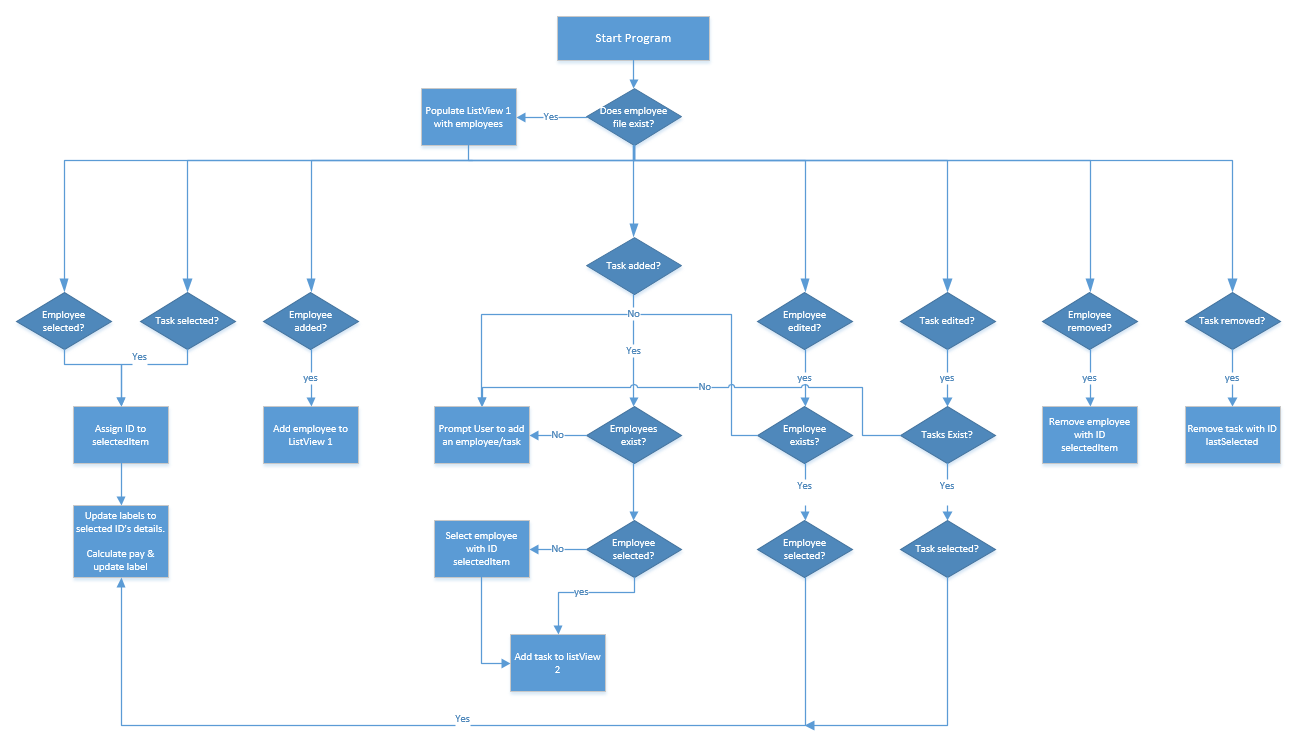 Start Program
Populate ListView 1
with employees
Yes
Does employee
file exist?
Task added?
Employee
selected?
Task selected?
Employee
added?
No
Employee
edited?
Task edited?
Employee
removed?
Task removed?
Yes
Yes
yes
yes
yes
yes
yes
No
Assign ID to
selectedItem
Add employee to
ListView 1
Prompt User to add
an employee/task
No
Employees
exist?
Employee
exists?
Tasks Exist?
Remove employee
with ID
selectedItem
Remove task with ID
lastSelected
Yes
Yes
Update labels to
selected ID's details.
Calculate pay &
update label
Select employee
with ID
selectedItem
No
Employee
selected?
Employee
selected?
Task selected?
yes
Add task to listView
2
Yes